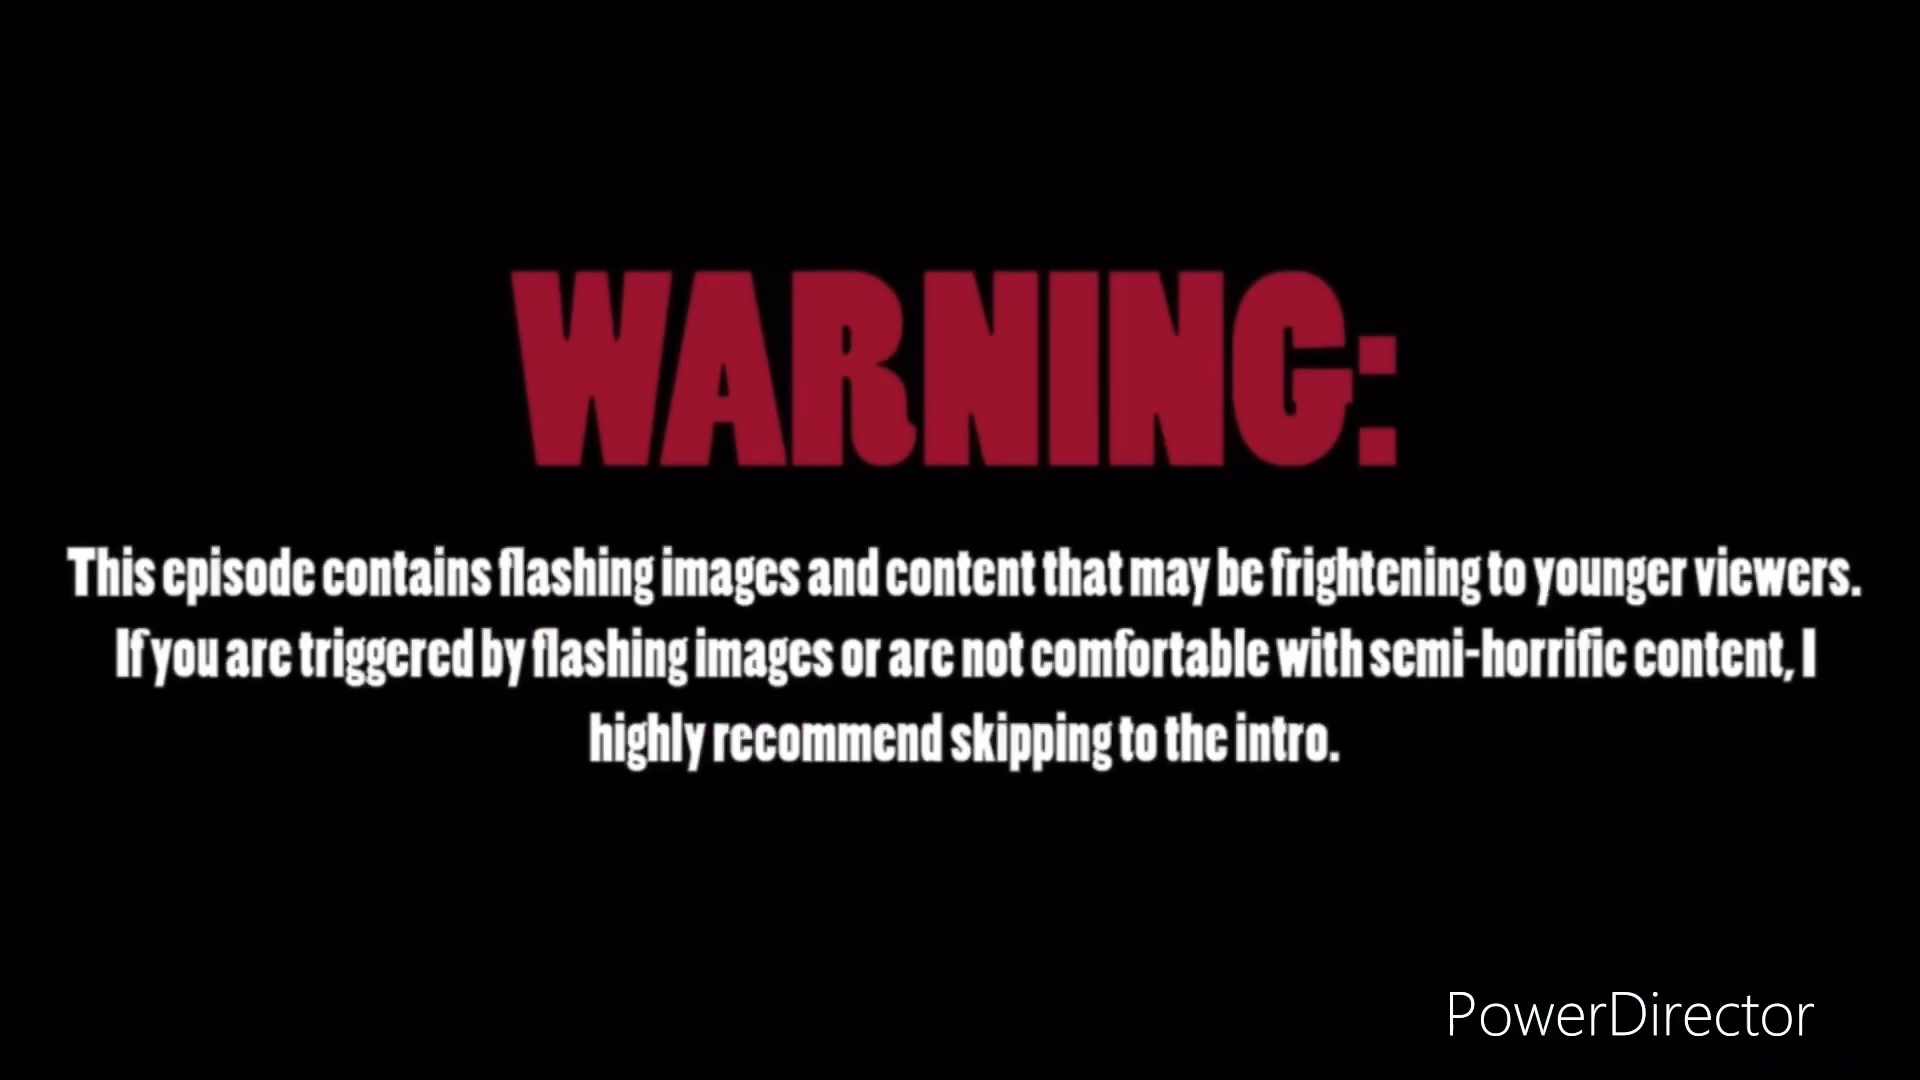 WARNING:
This episode contains flashing images and content that may be frightening to younger viewers.
If you are triggered by flashing images or are not comfortable with semi-horrific content, I
highly recommend skipping to the intro.
PowerDirector